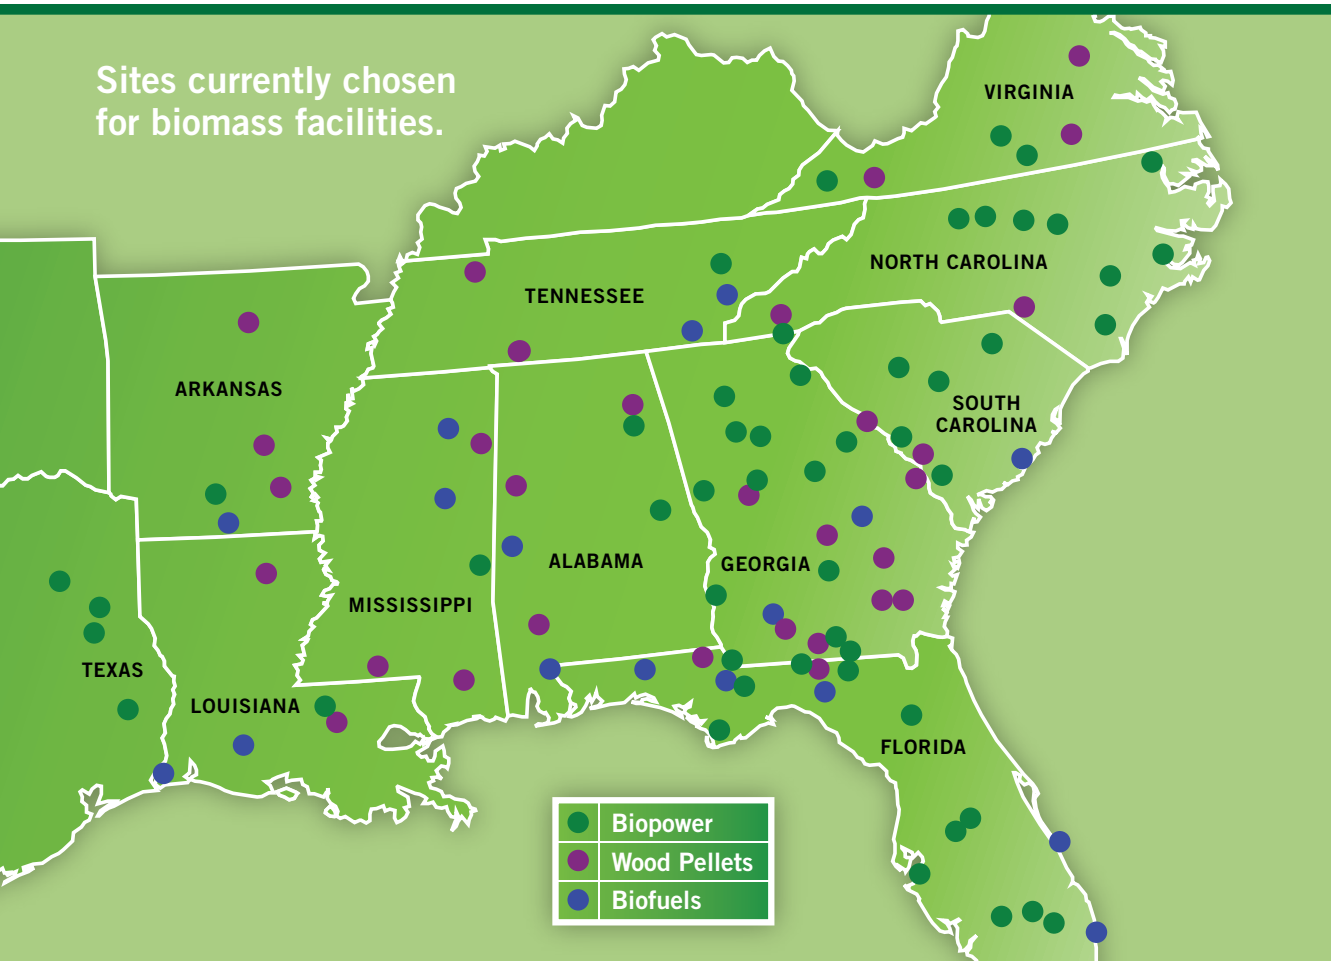 Sites currently chosen
for biomass facilities.
VIRGINIA
NORTH CAROLINA
TENNESSEE
ARKANSAS
SOUTH
CAROLINA
ALABAMA
GEORGIA
MISSISSIPPI
TEXAS
LOUISIANA
FLORIDA
Biopower
Wood Pellets
Biofuels